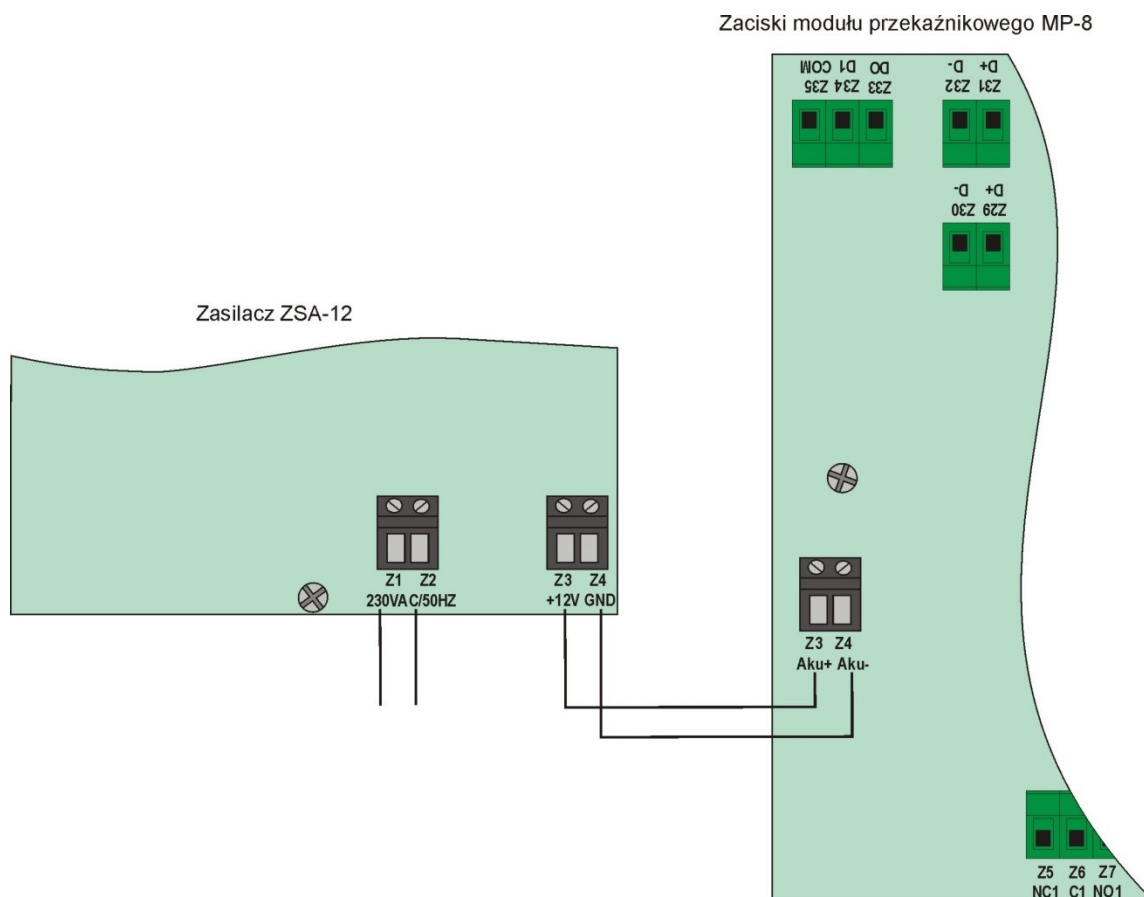 Zaciski modułu przekaźnikowego MP-8
Z35 Z34 Z33
COM D1 DO
Z32 Z31
D- D+
Z30 Z29
D- D+
Zasilacz ZSA-12
Z1 Z2
230VAC/50HZ
Z3 Z4
+12V GND
Z3 Z4
Aku+ Aku-
Z5 Z6 Z7
NC1 C1 NO1